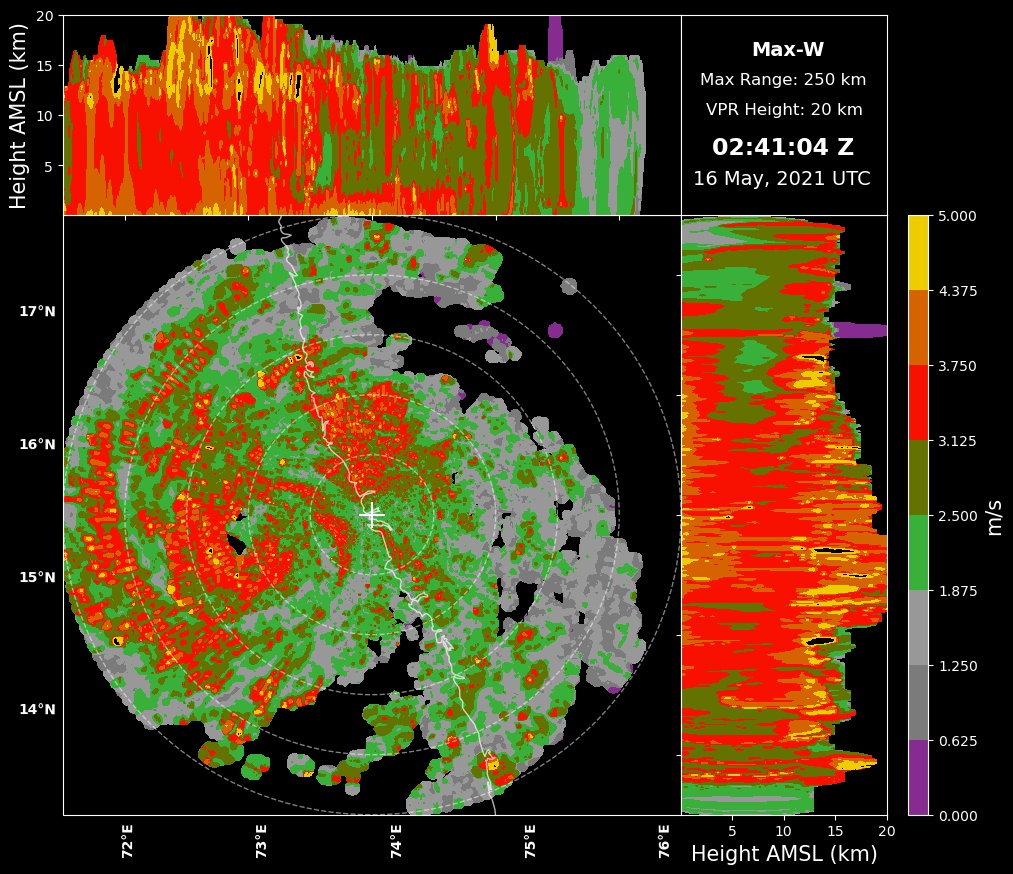 Height AMSL (km)
20
15
10
5
Max-W
Max Range: 250 km
VPR Height: 20 km
02:41:04 Z
16 May, 2021 UTC
17°N
16°N
15°N
14°N
72°E
73°E
74°E
75°E
76°E
5
10
15
20
Height AMSL (km)
5.000
4.375
3.750
3.125
2.500
1.875
1.250
0.625
0.000
m/s